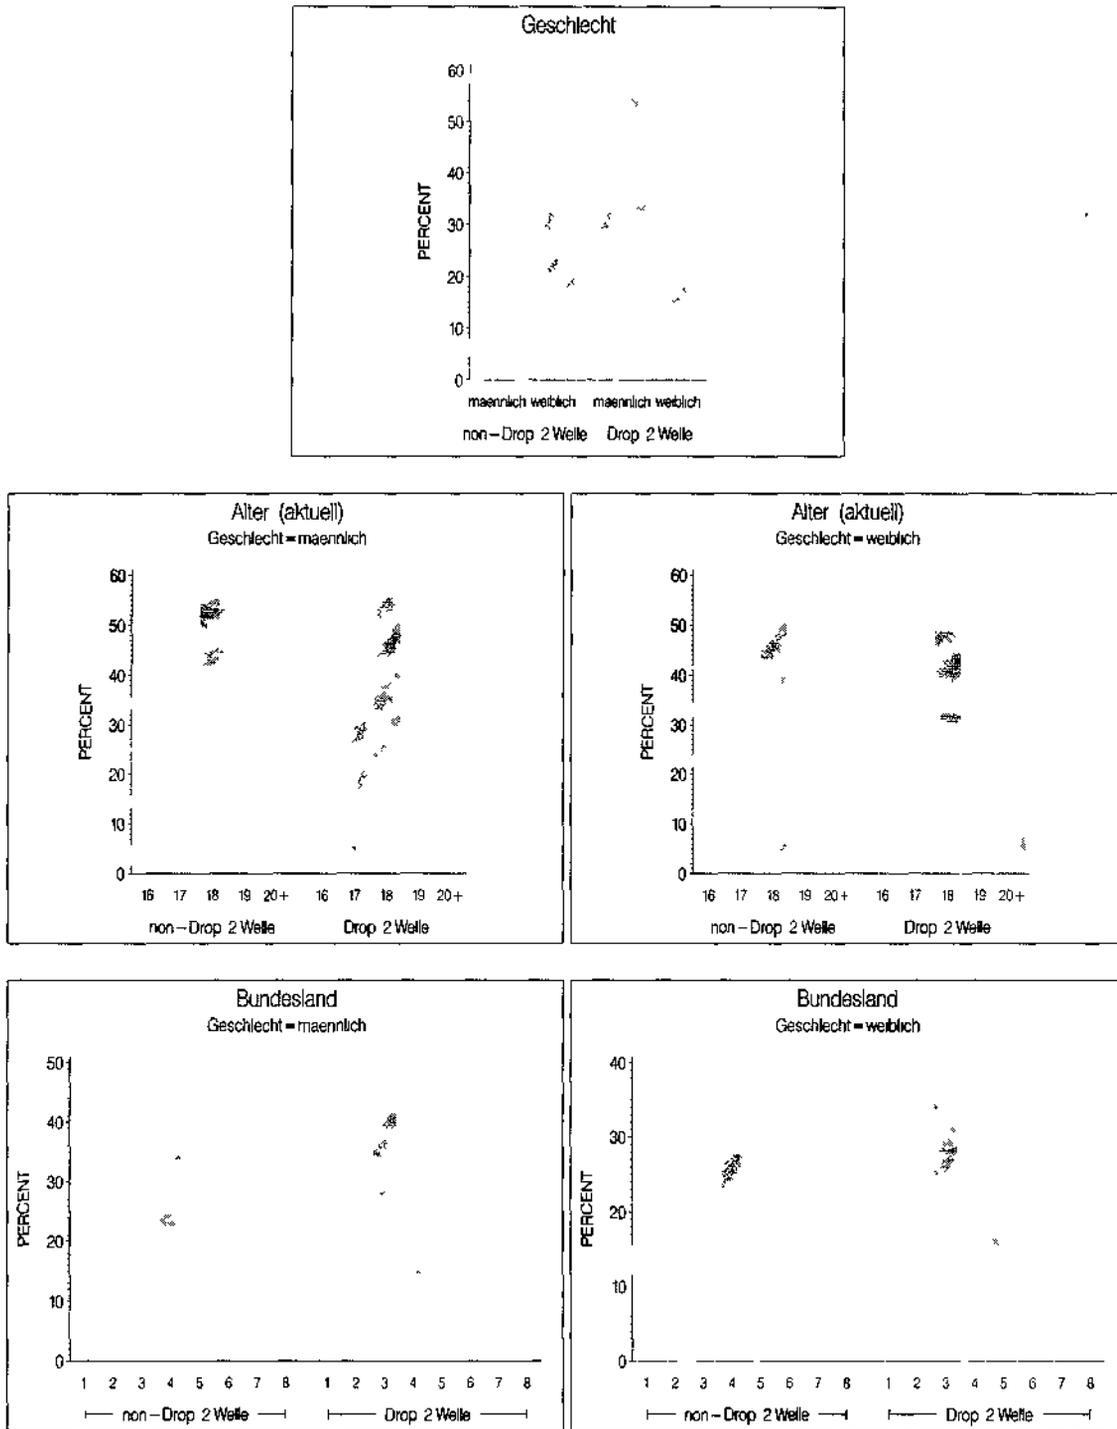 Geschlecht
60
50
40
30
20
10
0
PERCENT
maennlich weiblich maennlich weiblich
non-Drop 2 Welle Drop 2 Welle
Alter (aktuell)
Geschlecht=maennlich
60
50
40
30
20
10
0
PERCENT
16 17 18 19 20+ 16 17 18 19 20+
non-Drop 2 Welle Drop 2 Welle
Alter (aktuell)
Geschlecht=weiblich
60
50
40
30
20
10
0
PERCENT
16 17 18 19 20+ 16 17 18 19 20+
non-Drop 2 Welle Drop 2 Welle
Bundesland
Geschlecht=maennlich
50
40
30
20
10
0
PERCENT
1 2 3 4 5 6 7 8 1 2 3 4 5 6 7 8
non-Drop 2 Welle Drop 2 Welle
Bundesland
Geschlecht=weiblich
40
30
20
10
0
PERCENT
1 2 3 4 5 6 7 8 1 2 3 4 5 6 7 8
non-Drop 2 Welle Drop 2 Welle